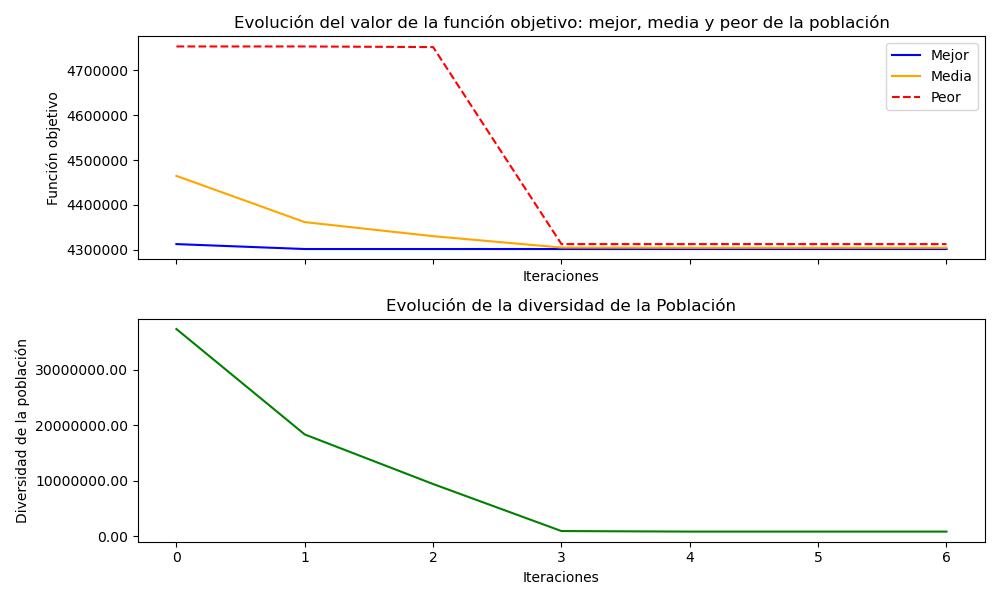 Evolución del valor de la función objetivo: mejor, media y peor de la población
Función objetivo
4700000
4600000
4500000
4400000
4300000
Mejor
Media
Peor
Iteraciones
Evolución de la diversidad de la Población
Diversidad de la población
30000000.00
20000000.00
10000000.00
0.00
0 1 2 3 4 5 6
Iteraciones